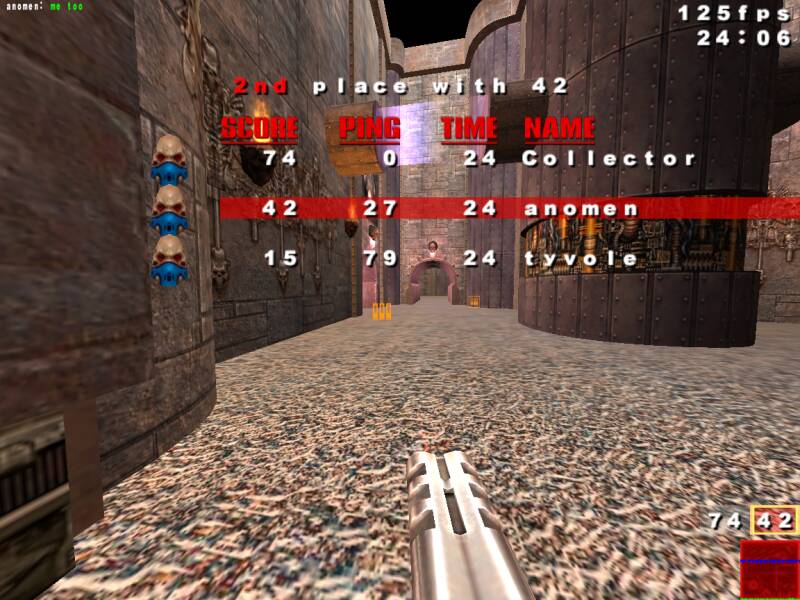 anomen: me too
125fps
24:06
2nd place with 42
SCORE PING TIME NAME
74 0 24 Collector
42 27 24 anomen
15 79 24 tyvole
74 42